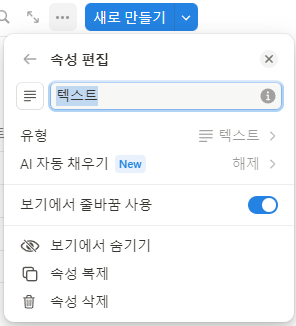 새로 만들기
속성 편집
텍스트
유형 텍스트
AI 자동 채우기 New 해제
보기에서 줄바꿈 사용
보기에서 숨기기
속성 복제
속성 삭제